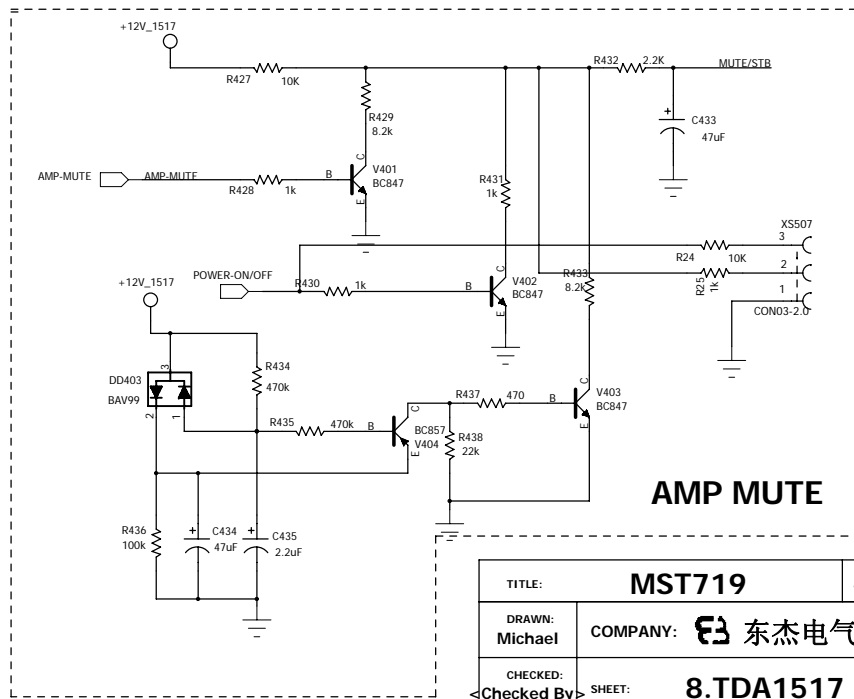 +12V_1517
R427
10K
R432
2.2K
MUTE/STB
R429
8.2k
C433
47uF
+
AMP-MUTE
AMP-MUTE
R428
1k
B
C
E
V401
BC847
R431
1k
XS507
3
2
1
R24
10K
R25
1k
CON03-2.0
POWER-ON/OFF
R430
1k
B
C
E
V402
BC847
R433
8.2k
+12V_1517
DD403
BAV99
3
2
1
R434
470k
R435
470k
B
C
E
BC857
V404
R437
470
B
C
E
V403
BC847
R438
22k
R436
100k
+
C434
47uF
+
C435
2.2uF
AMP MUTE
TITLE:
MST719
DRAWN:
Michael
COMPANY:
东杰电气
CHECKED:
<Checked By>
SHEET:
8.TDA1517